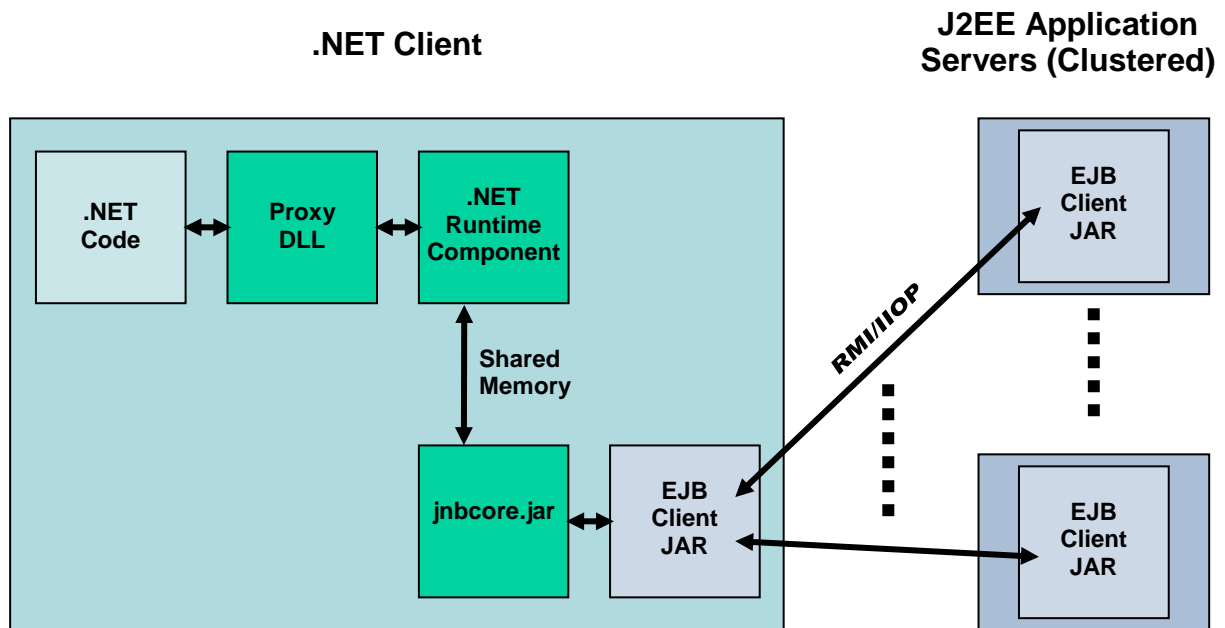 .NET Client
J2EE Application
Servers (Clustered)
.NET
Code
Proxy
DLL
.NET
Runtime
Component
EJB
Client
JAR
RMI/IIOP
Shared
Memory
jnbcore.jar
EJB
Client
JAR
EJB
Client
JAR